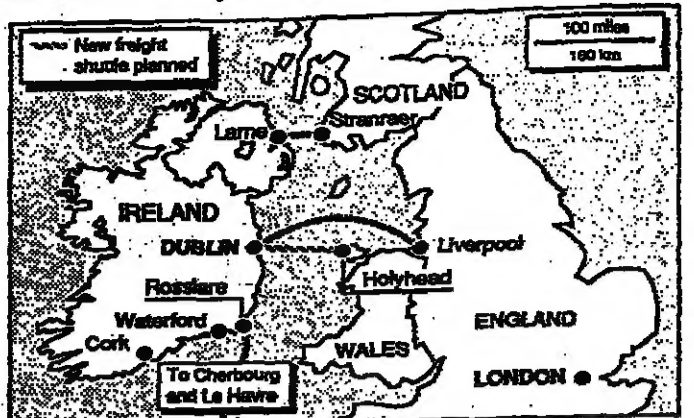 New freight
shuttle planned
100 miles
160 km
SCOTLAND
Stranraer
Larne
IRELAND
DUBLIN
Liverpool
Holyhead
Rosslare
Waterford
Cork
WALES
ENGLAND
LONDON
To Cherbourg
and Le Havre